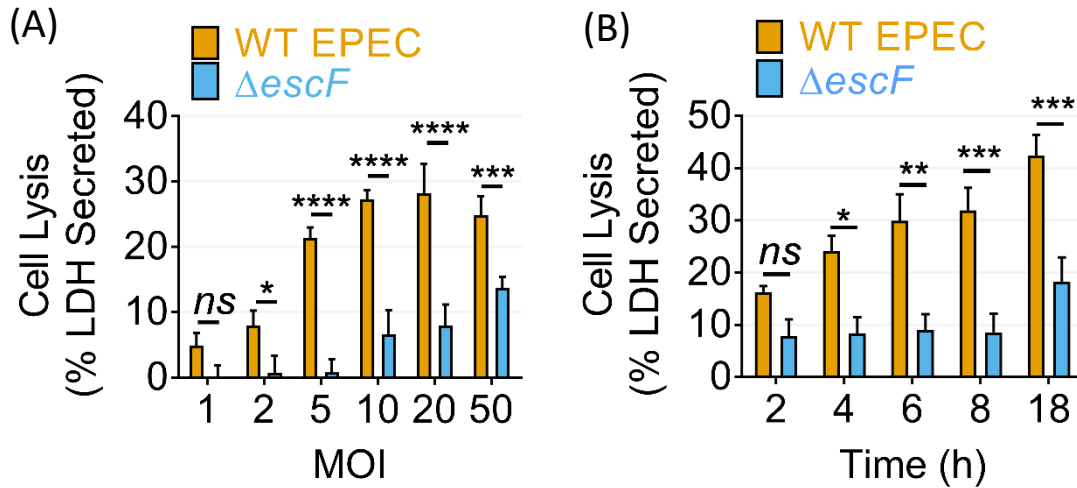 (A)
WT EPEC
ΔescF
Cell Lysis
(% LDH Secreted)
40
30
20
10
0
ns
*
****
****
****
***
1 2 5 10 20 50
MOI
(B)
WT EPEC
ΔescF
Cell Lysis
(% LDH Secreted)
50
40
30
20
10
0
ns
*
**
***
***
2 4 6 8 18
Time (h)